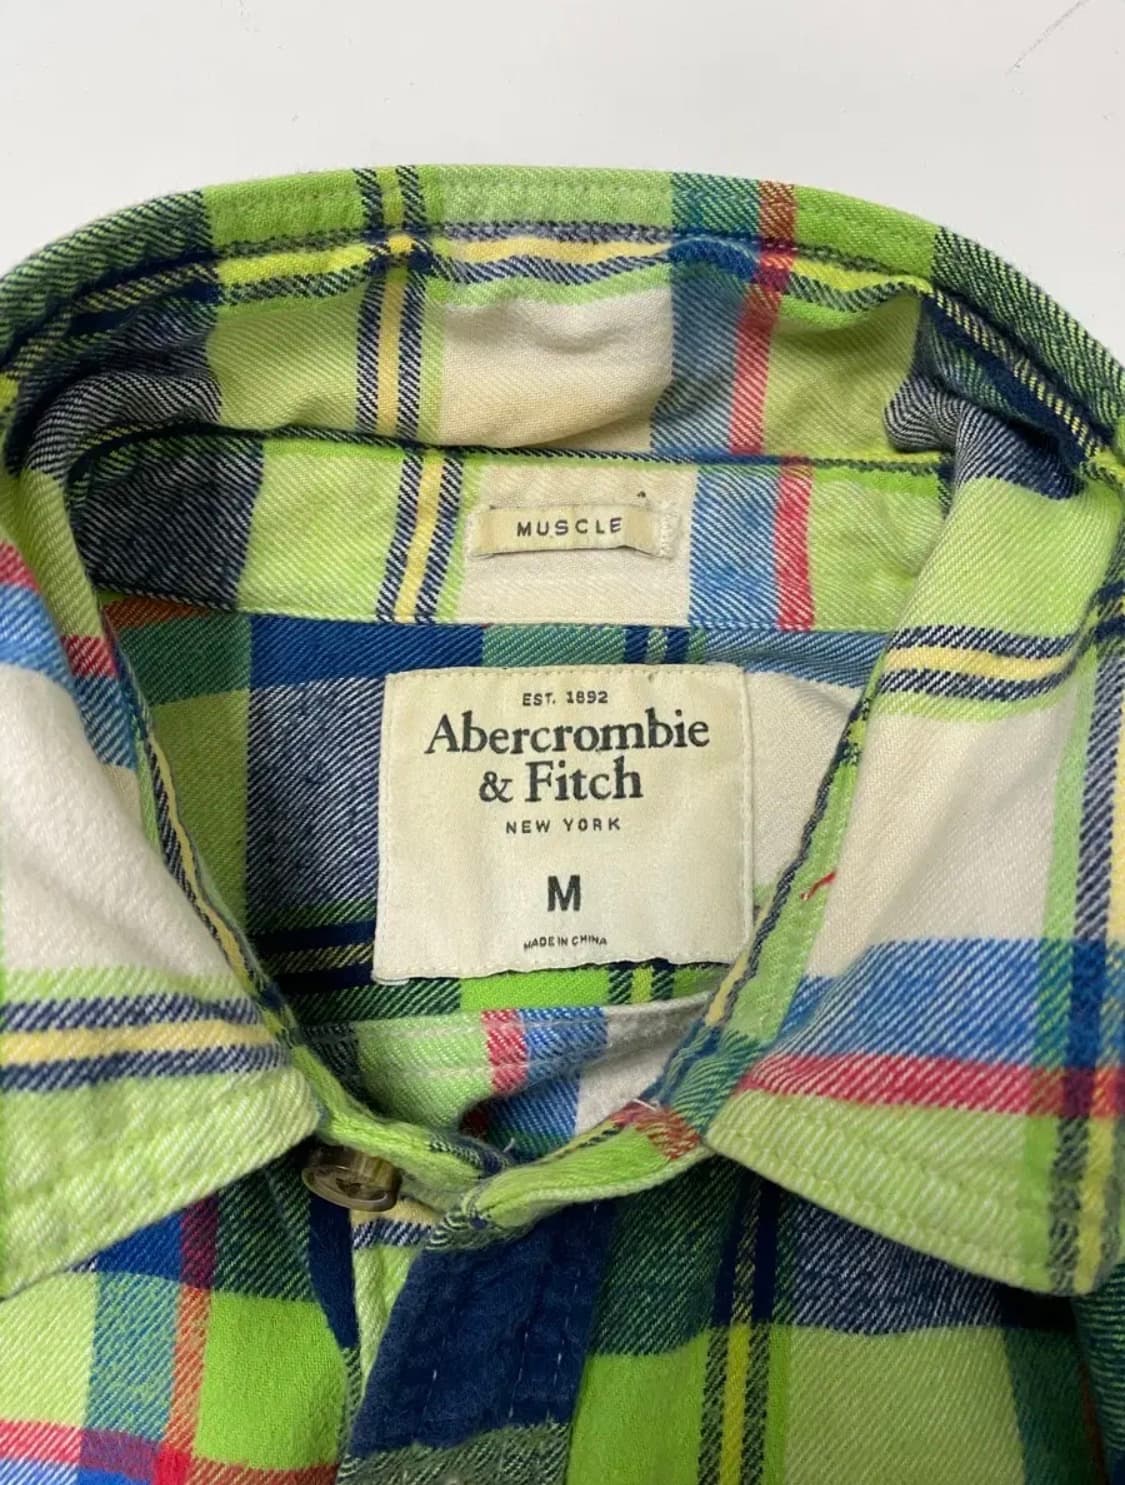 MUSCLE
EST. 1892
Abercrombie
& Fitch
NEW YORK
M
MADE IN CHINA